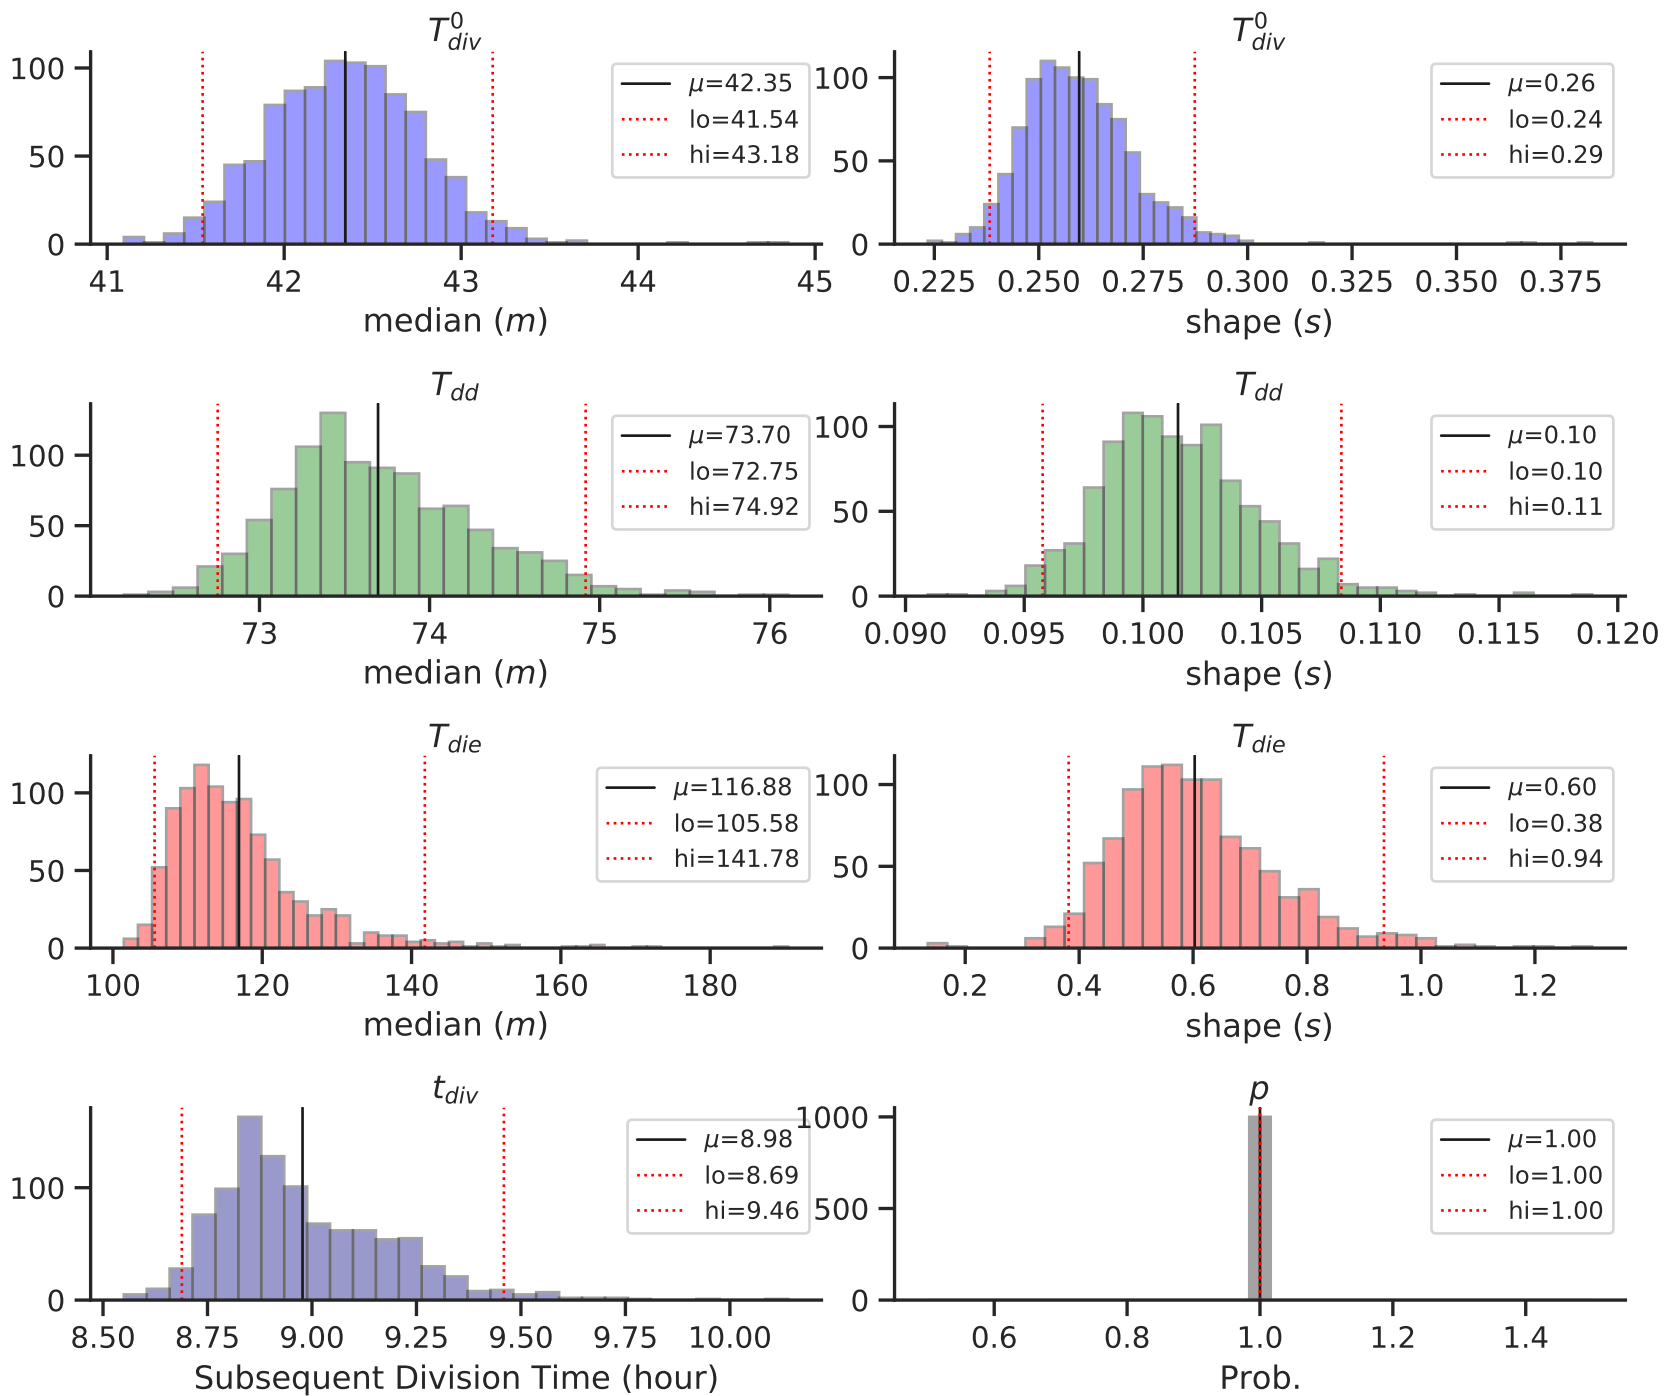 T⁰div
100
50
0
41 42 43 44 45
median (m)
μ=42.35
lo=41.54
hi=43.18
T⁰div
100
50
0
0.225 0.250 0.275 0.300 0.325 0.350 0.375
shape (s)
μ=0.26
lo=0.24
hi=0.29
Tdd
100
50
0
73 74 75 76
median (m)
μ=73.70
lo=72.75
hi=74.92
Tdd
100
50
0
0.090 0.095 0.100 0.105 0.110 0.115 0.120
shape (s)
μ=0.10
lo=0.10
hi=0.11
Tdie
100
50
0
100 120 140 160 180
median (m)
μ=116.88
lo=105.58
hi=141.78
Tdie
100
50
0
0.2 0.4 0.6 0.8 1.0 1.2
shape (s)
μ=0.60
lo=0.38
hi=0.94
tdiv
100
0
8.50 8.75 9.00 9.25 9.50 9.75 10.00
Subsequent Division Time (hour)
μ=8.98
lo=8.69
hi=9.46
p
1000
500
0
0.6 0.8 1.0 1.2 1.4
Prob.
μ=1.00
lo=1.00
hi=1.00